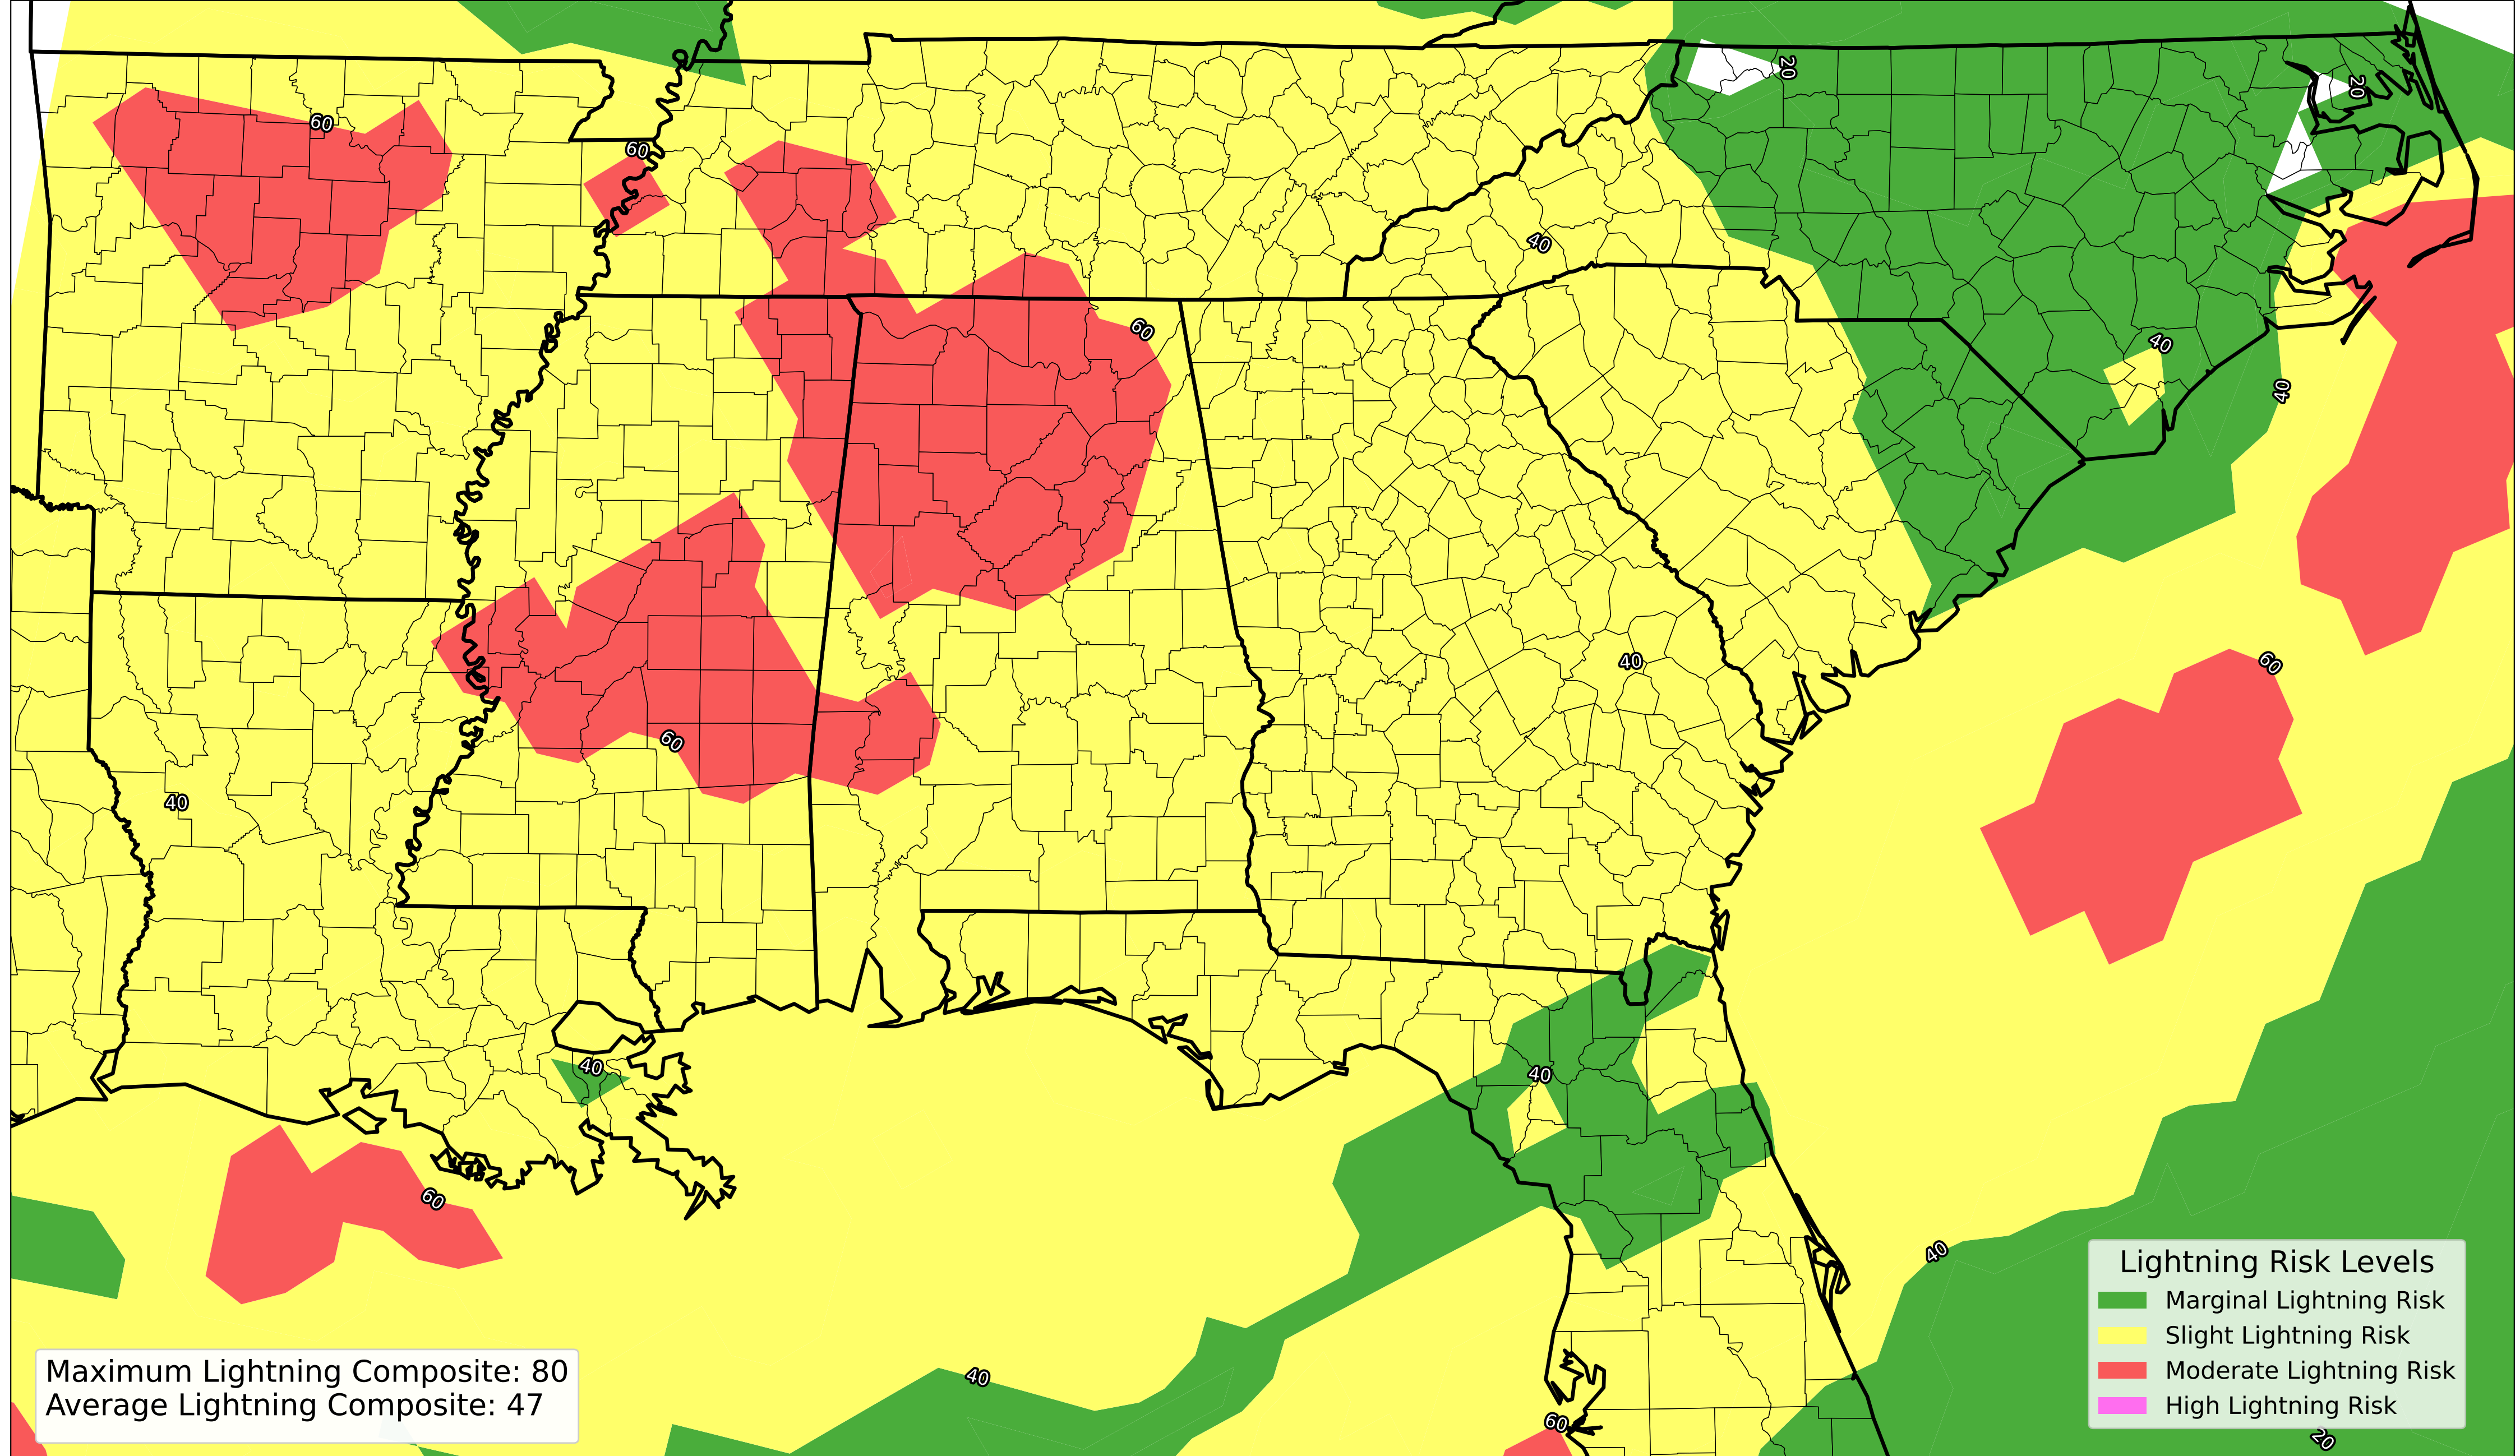 20
20
60
60
40
60
40
40
40
60
60
40
40
40
60
40
40
60
20
Lightning Risk Levels
Marginal Lightning Risk
Slight Lightning Risk
Moderate Lightning Risk
High Lightning Risk
Maximum Lightning Composite: 80
Average Lightning Composite: 47